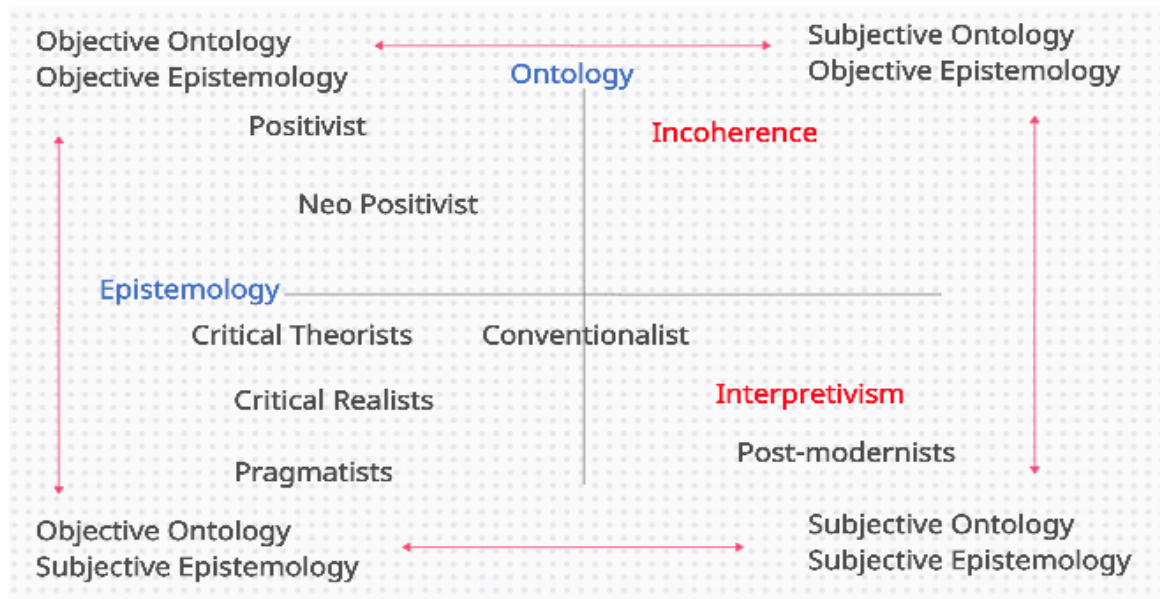 Objective Ontology
Objective Epistemology
Subjective Ontology
Objective Epistemology
Ontology
Positivist
Incoherence
Neo Positivist
Epistemology
Critical Theorists
Conventionalist
Critical Realists
Interpretivism
Pragmatists
Post-modernists
Objective Ontology
Subjective Epistemology
Subjective Ontology
Subjective Epistemology